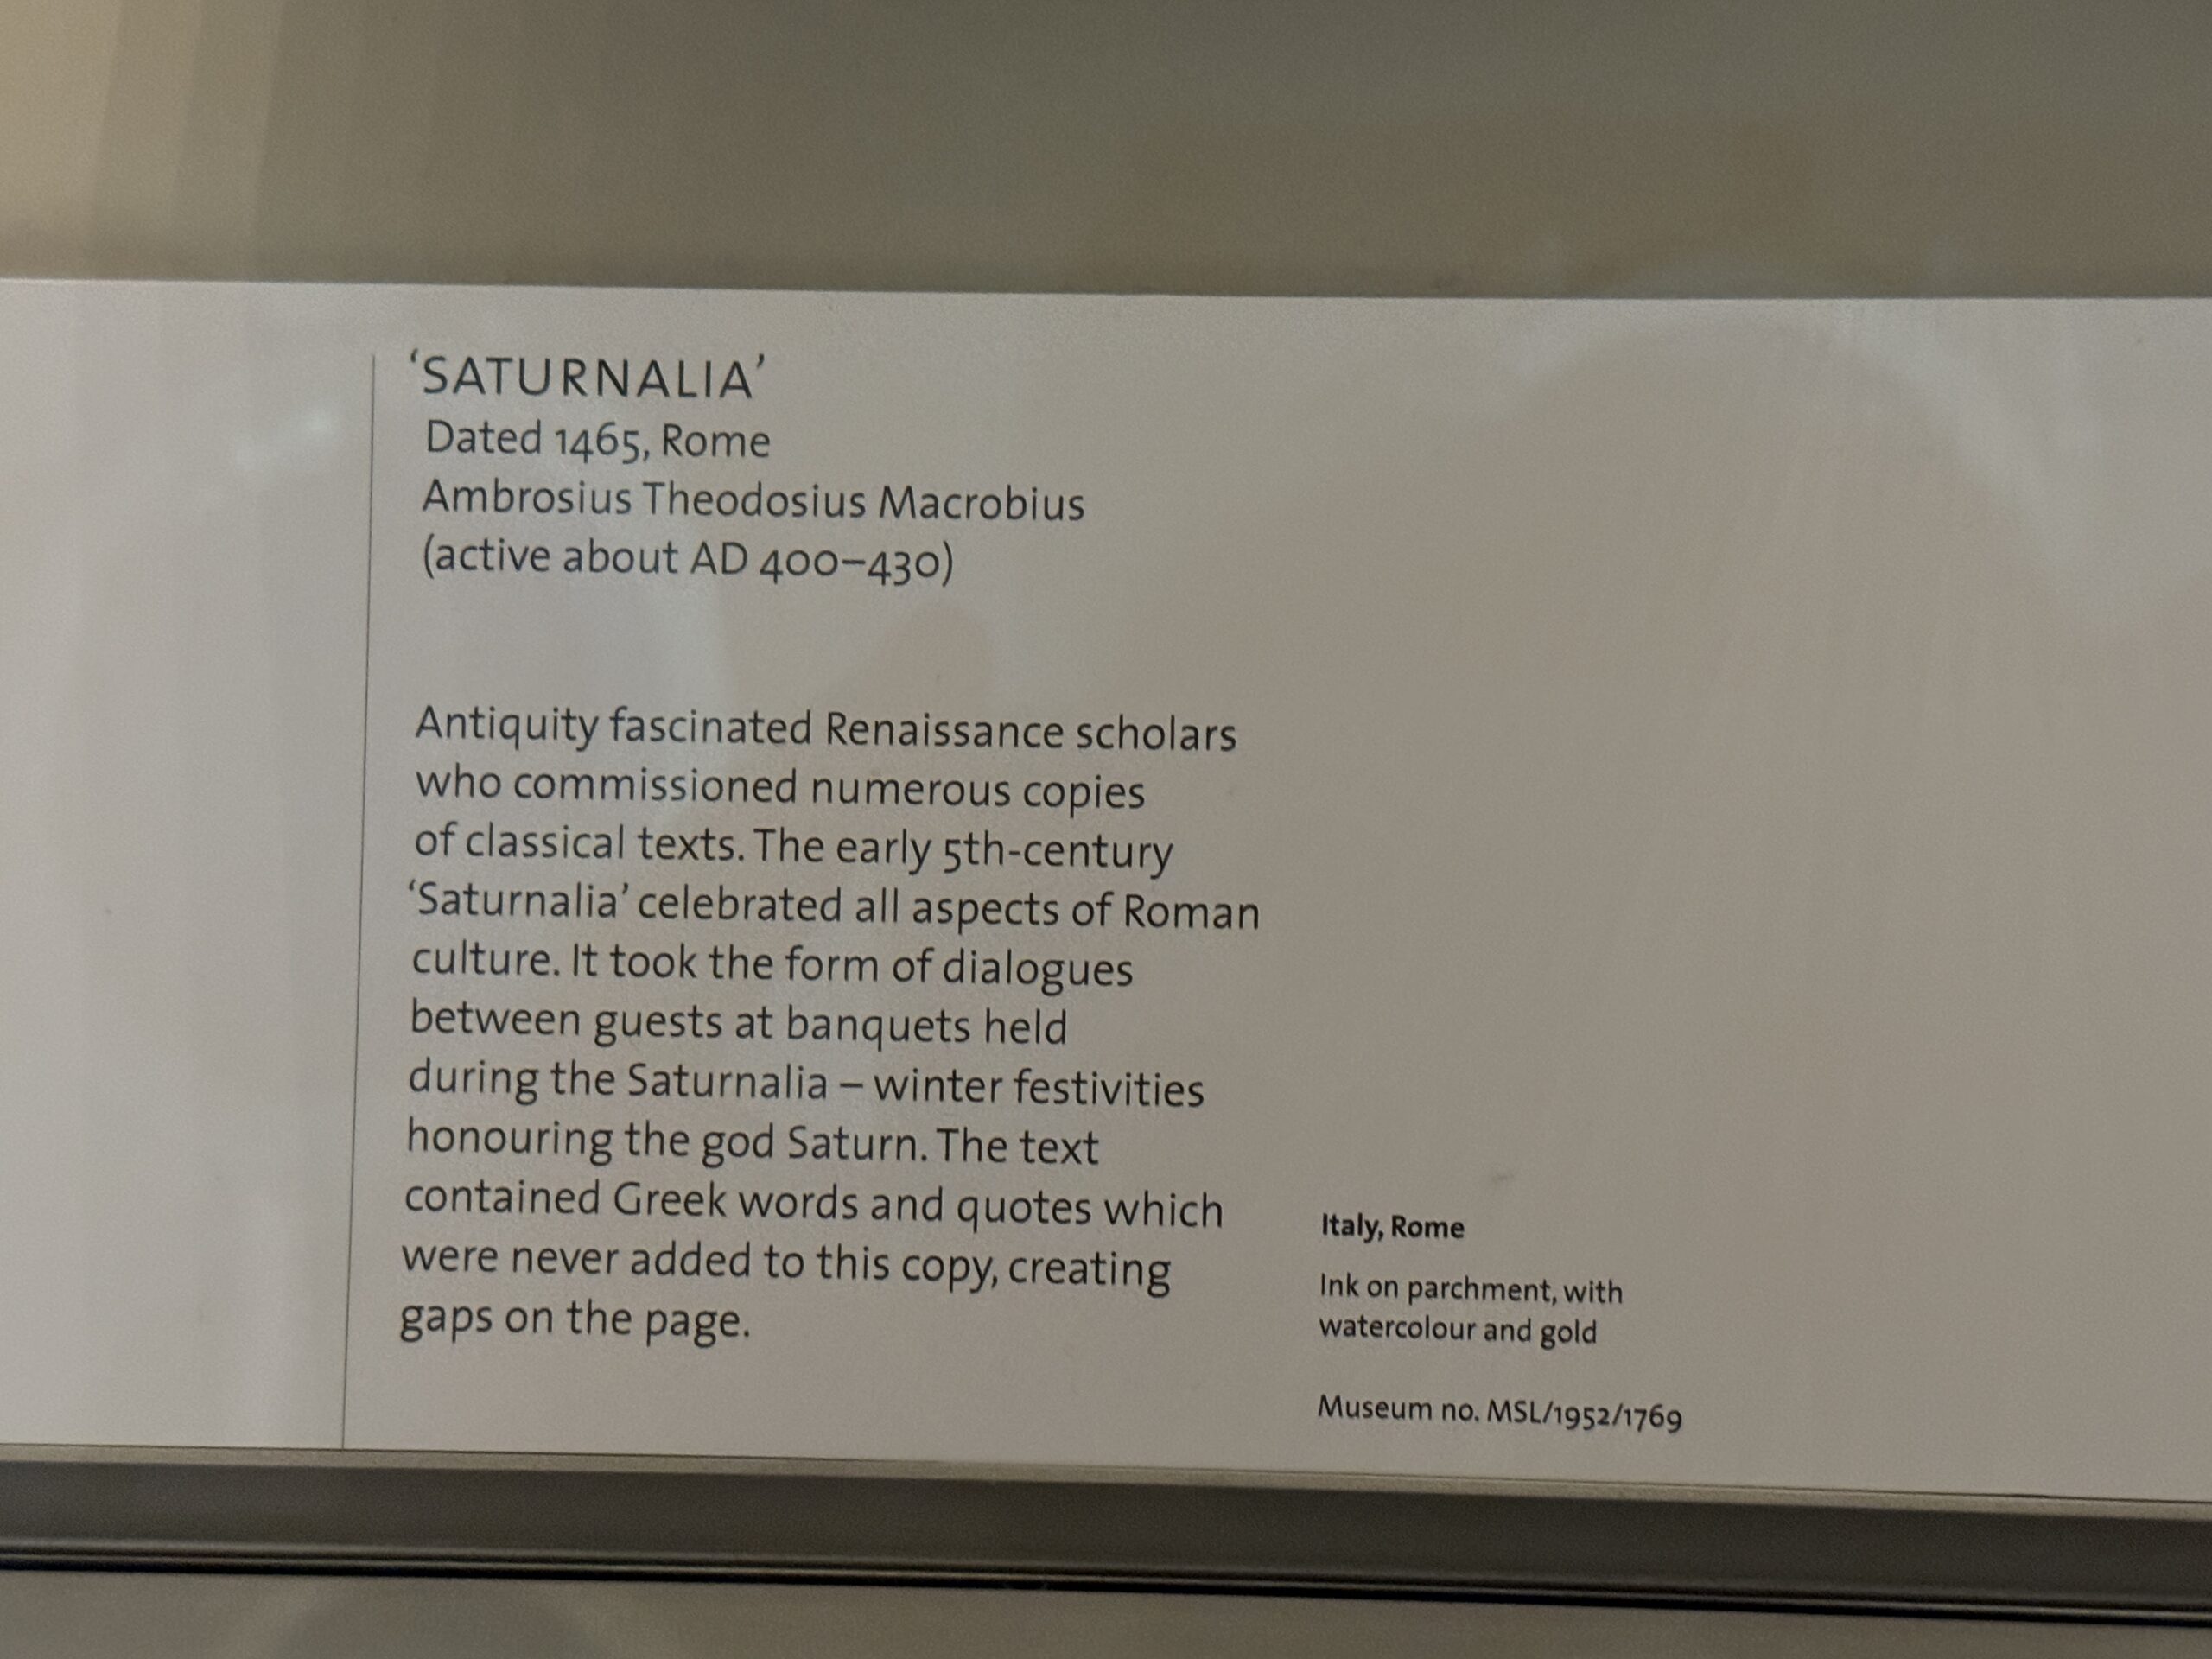 ‘SATURNALIA’
Dated 1465, Rome
Ambrosius Theodosius Macrobius
(active about AD 400–430)
Antiquity fascinated Renaissance scholars
who commissioned numerous copies
of classical texts. The early 5th-century
‘Saturnalia’ celebrated all aspects of Roman
culture. It took the form of dialogues
between guests at banquets held
during the Saturnalia – winter festivities
honouring the god Saturn. The text
contained Greek words and quotes which
were never added to this copy, creating
gaps on the page.
Italy, Rome
Ink on parchment, with
watercolour and gold
Museum no. MSL/1952/1769